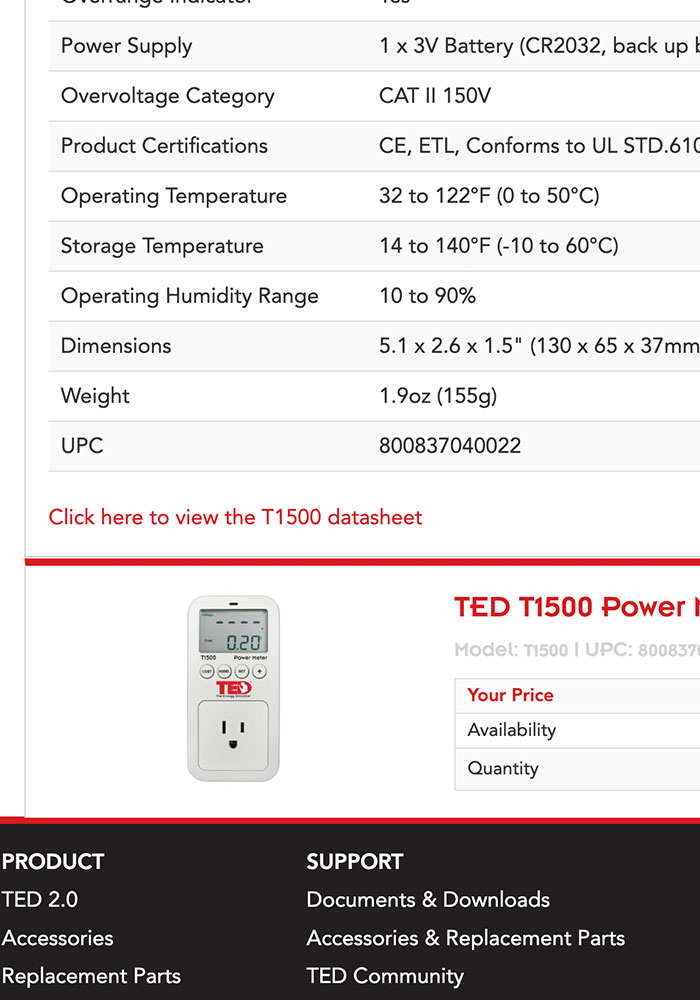 Overrange Indicator Yes
Power Supply 1 x 3V Battery (CR2032, back up b
Overvoltage Category CAT II 150V
Product Certifications CE, ETL, Conforms to UL STD.610
Operating Temperature 32 to 122°F (0 to 50°C)
Storage Temperature 14 to 140°F (-10 to 60°C)
Operating Humidity Range 10 to 90%
Dimensions 5.1 x 2.6 x 1.5" (130 x 65 x 37mm
Weight 1.9oz (155g)
UPC 800837040022
Click here to view the T1500 datasheet
0.20
T1500 Power Meter
COST MODEL SET +
TED
The Energy Detective
TED T1500 Power
Model: T1500 | UPC: 8008370
Your Price
Availability
Quantity
PRODUCT SUPPORT
TED 2.0 Documents & Downloads
Accessories Accessories & Replacement Parts
Replacement Parts TED Community